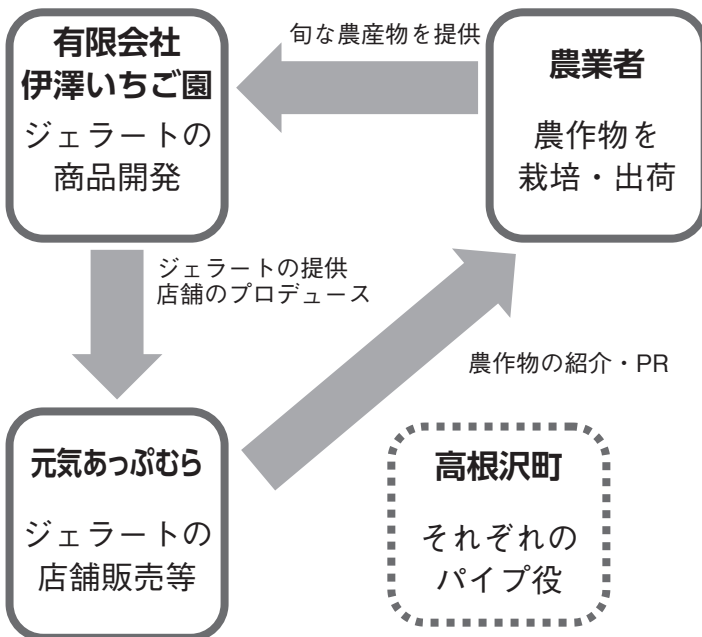 有限会社
伊澤いちご園
ジェラートの
商品開発
旬な農産物を提供
農業者
農作物を
栽培・出荷
ジェラートの提供
店舗のプロデュース
農作物の紹介・PR
元気あっぷむら
ジェラートの
店舗販売等
高根沢町
それぞれの
パイプ役